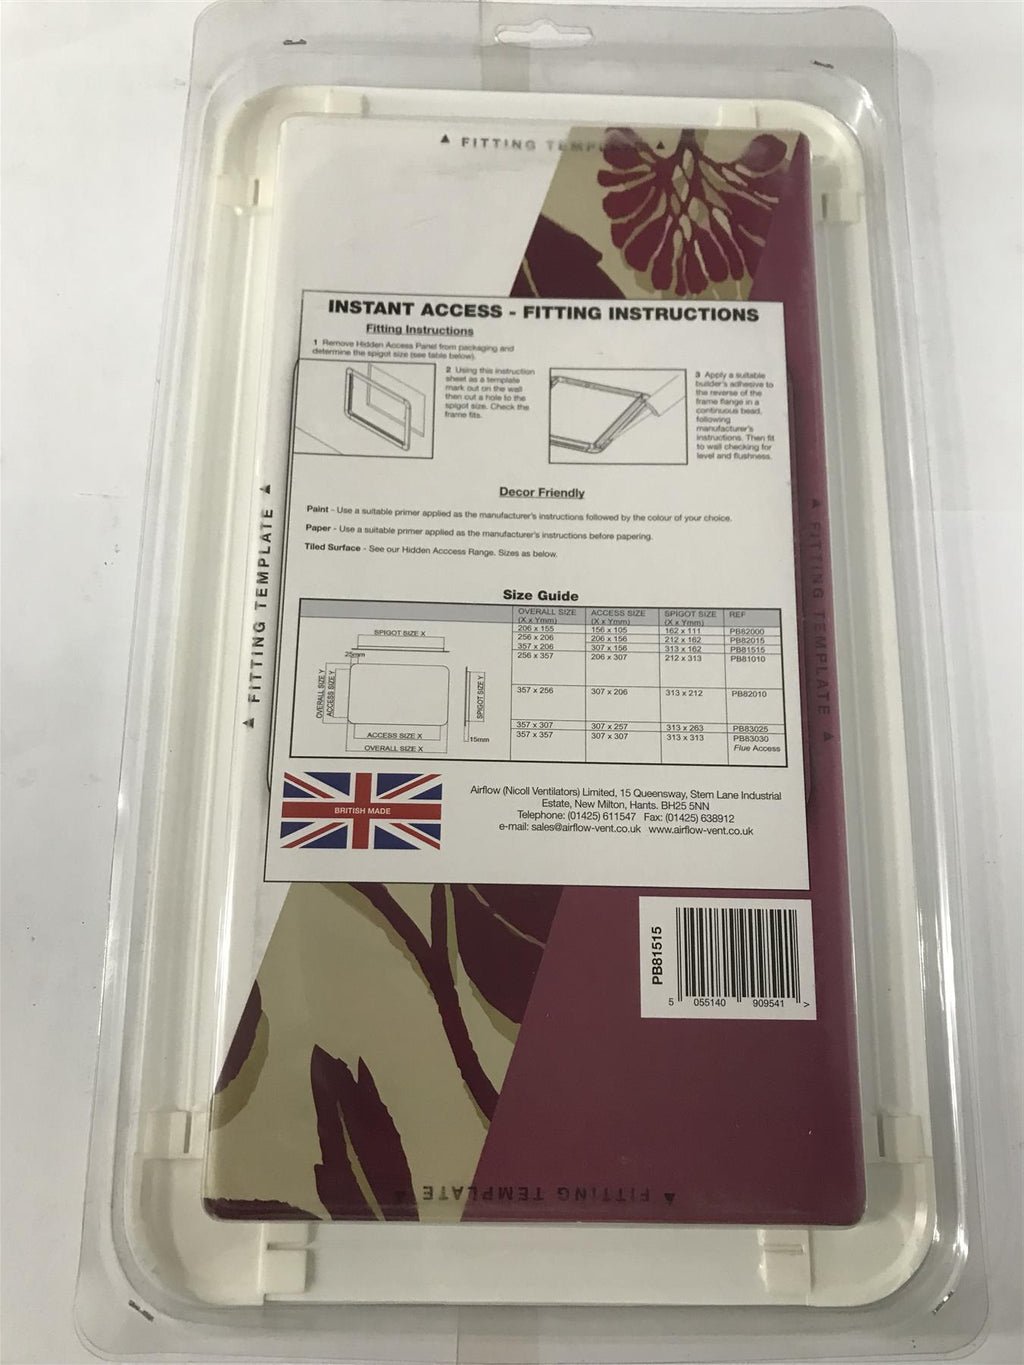 ▲ FITTING TEMPLATE ▲
INSTANT ACCESS - FITTING INSTRUCTIONS
Fitting Instructions
1 Remove Hidden Access Panel from packaging and
determine the spigot size (see table below).
2 Using this instruction
sheet as a template
mark out on the wall
then cut a hole to the
spigot size. Check the
frame fits.
3 Apply a suitable
builder's adhesive to
the reverse of the
frame flange in a
continuous bead,
following
manufacturer's
instructions. Then fit
to wall checking for
level and flushness.
Decor Friendly
Paint - Use a suitable primer applied as the manufacturer's instructions followed by the colour of your choice.
Paper - Use a suitable primer applied as the manufacturer's instructions before papering.
Tiled Surface - See our Hidden Acccess Range. Sizes as below.
▲ FITTING TEMPLATE ▲
▲ FITTING TEMPLATE ▲
Size Guide
OVERALL SIZE (X x Ymm) ACCESS SIZE (X x Ymm) SPIGOT SIZE (X x Ymm) REF
206 x 155 156 x 105 162 x 111 PB82000
256 x 206 206 x 156 212 x 162 PB82015
357 x 206 307 x 156 313 x 162 PB81515
256 x 357 206 x 307 212 x 313 PB81010
357 x 256 307 x 206 313 x 212 PB82010
357 x 307 307 x 257 313 x 263 PB83025
357 x 357 307 x 307 313 x 313 PB83030
Flue Access
SPIGOT SIZE X
25mm
OVERALL SIZE Y
ACCESS SIZE Y
SPIGOT SIZE Y
15mm
ACCESS SIZE X
OVERALL SIZE X
BRITISH MADE
Airflow (Nicoll Ventilators) Limited, 15 Queensway, Stem Lane Industrial
Estate, New Milton, Hants. BH25 5NN
Telephone: (01425) 611547 Fax: (01425) 638912
e-mail: sales@airflow-vent.co.uk www.airflow-vent.co.uk
PB81515
5 055140 909541 >
▲ FITTING TEMPLATE ▲